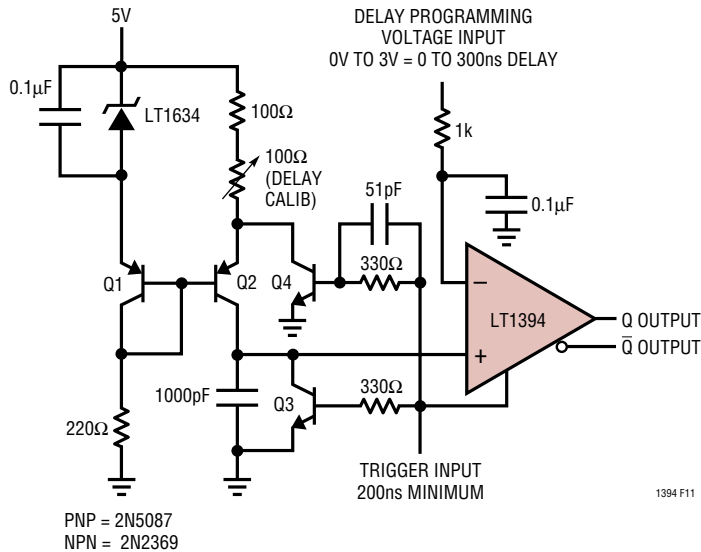 5V
DELAY PROGRAMMING
VOLTAGE INPUT
0V TO 3V = 0 TO 300ns DELAY
0.1µF
LT1634
100Ω
1k
100Ω
(DELAY
CALIB)
51pF
0.1µF
Q1
Q2
Q4
330Ω
−
LT1394
Q OUTPUT
Q̅ OUTPUT
+
1000pF
Q3
330Ω
220Ω
TRIGGER INPUT
200ns MINIMUM
1394 F11
PNP = 2N5087
NPN = 2N2369